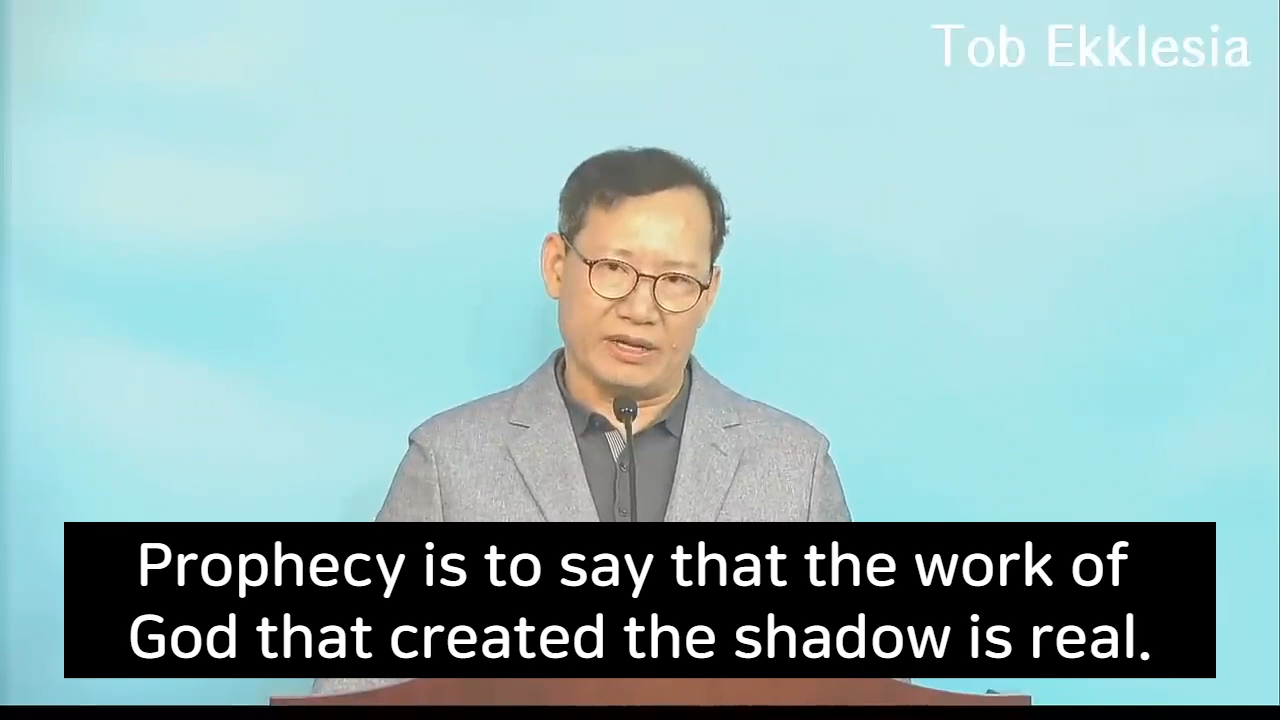 Tob Ekklesia
Prophecy is to say that the work of
God that created the shadow is real.